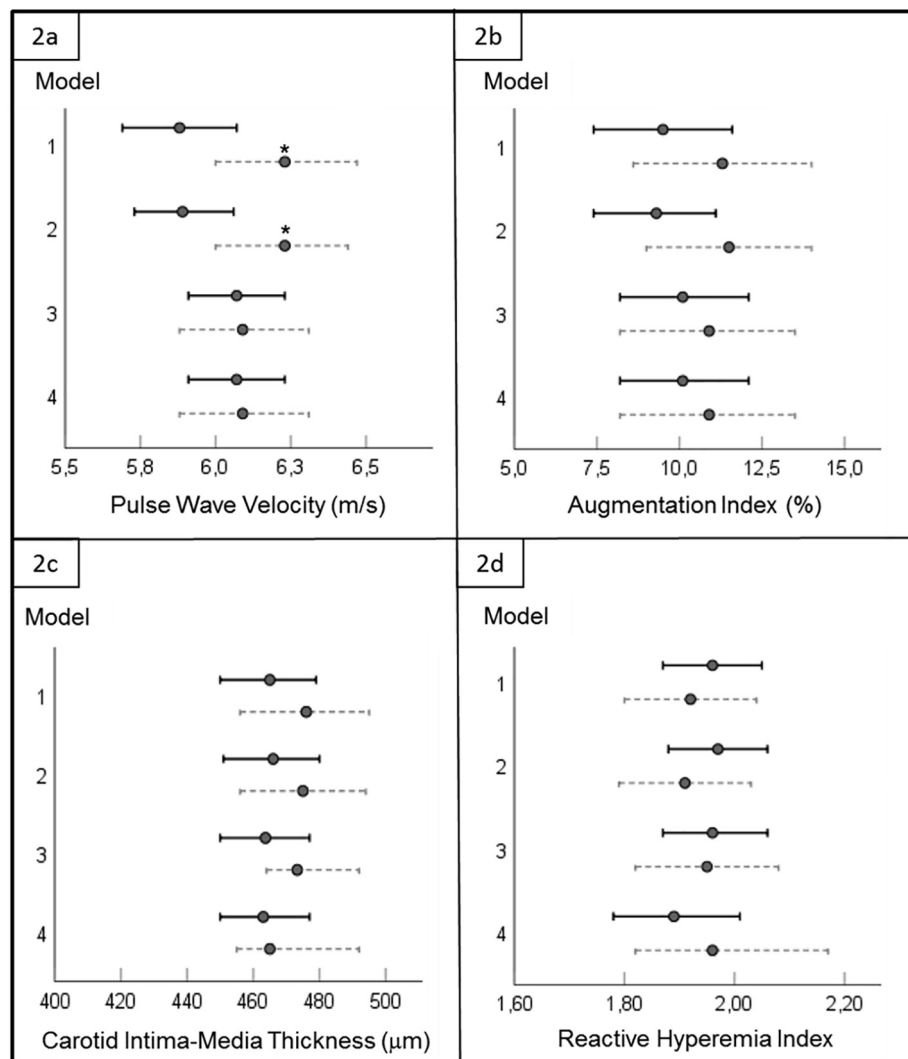 2a
Model
1
*
2
*
3
4
5,5 5,8 6,0 6,3 6,5
Pulse Wave Velocity (m/s)
2b
Model
1
2
3
4
5,0 7,5 10,0 12,5 15,0
Augmentation Index (%)
2c
Model
1
2
3
4
400 420 440 460 480 500
Carotid Intima-Media Thickness (μm)
2d
Model
1
2
3
4
1,60 1,80 2,00 2,20
Reactive Hyperemia Index